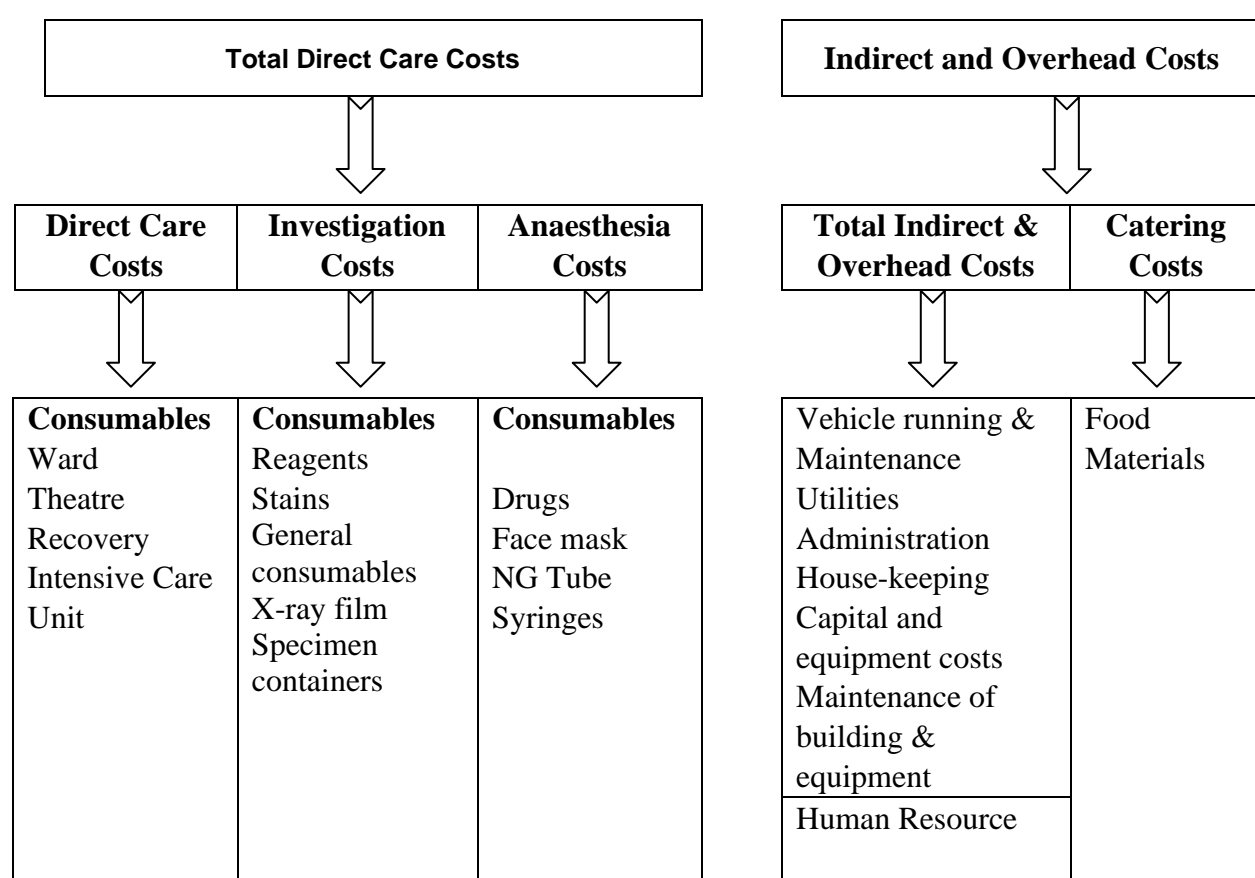 Total Direct Care Costs
Indirect and Overhead Costs
Direct Care
Costs
Investigation
Costs
Anaesthesia
Costs
Total Indirect &
Overhead Costs
Catering
Costs
Consumables
Ward
Theatre
Recovery
Intensive Care
Unit
Consumables
Reagents
Stains
General
consumables
X-ray film
Specimen
containers
Consumables
Drugs
Face mask
NG Tube
Syringes
Vehicle running &
Maintenance
Utilities
Administration
House-keeping
Capital and
equipment costs
Maintenance of
building &
equipment
Human Resource
Food
Materials